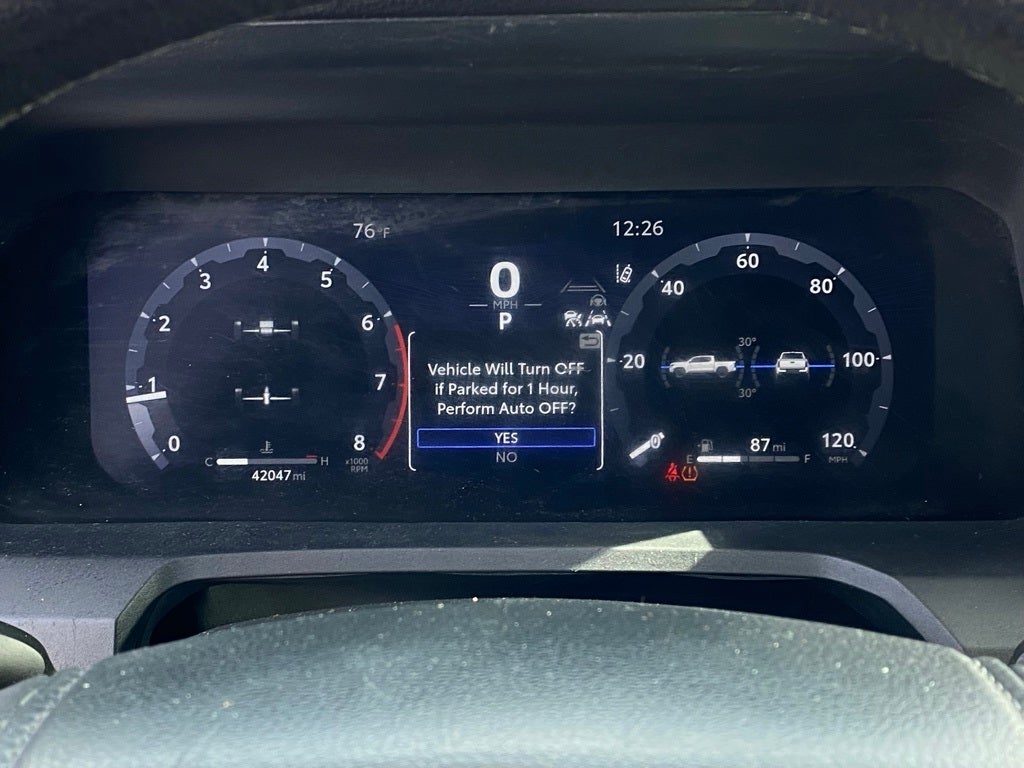 76°F
12:26
0
MPH
P
0
1
2
3
4
5
6
7
8
x1000
RPM
C
H
42047 mi
Vehicle Will Turn OFF
if Parked for 1 Hour,
Perform Auto OFF?
YES
NO
0
20
40
60
80
100
120
MPH
30°
30°
87 mi
E
F